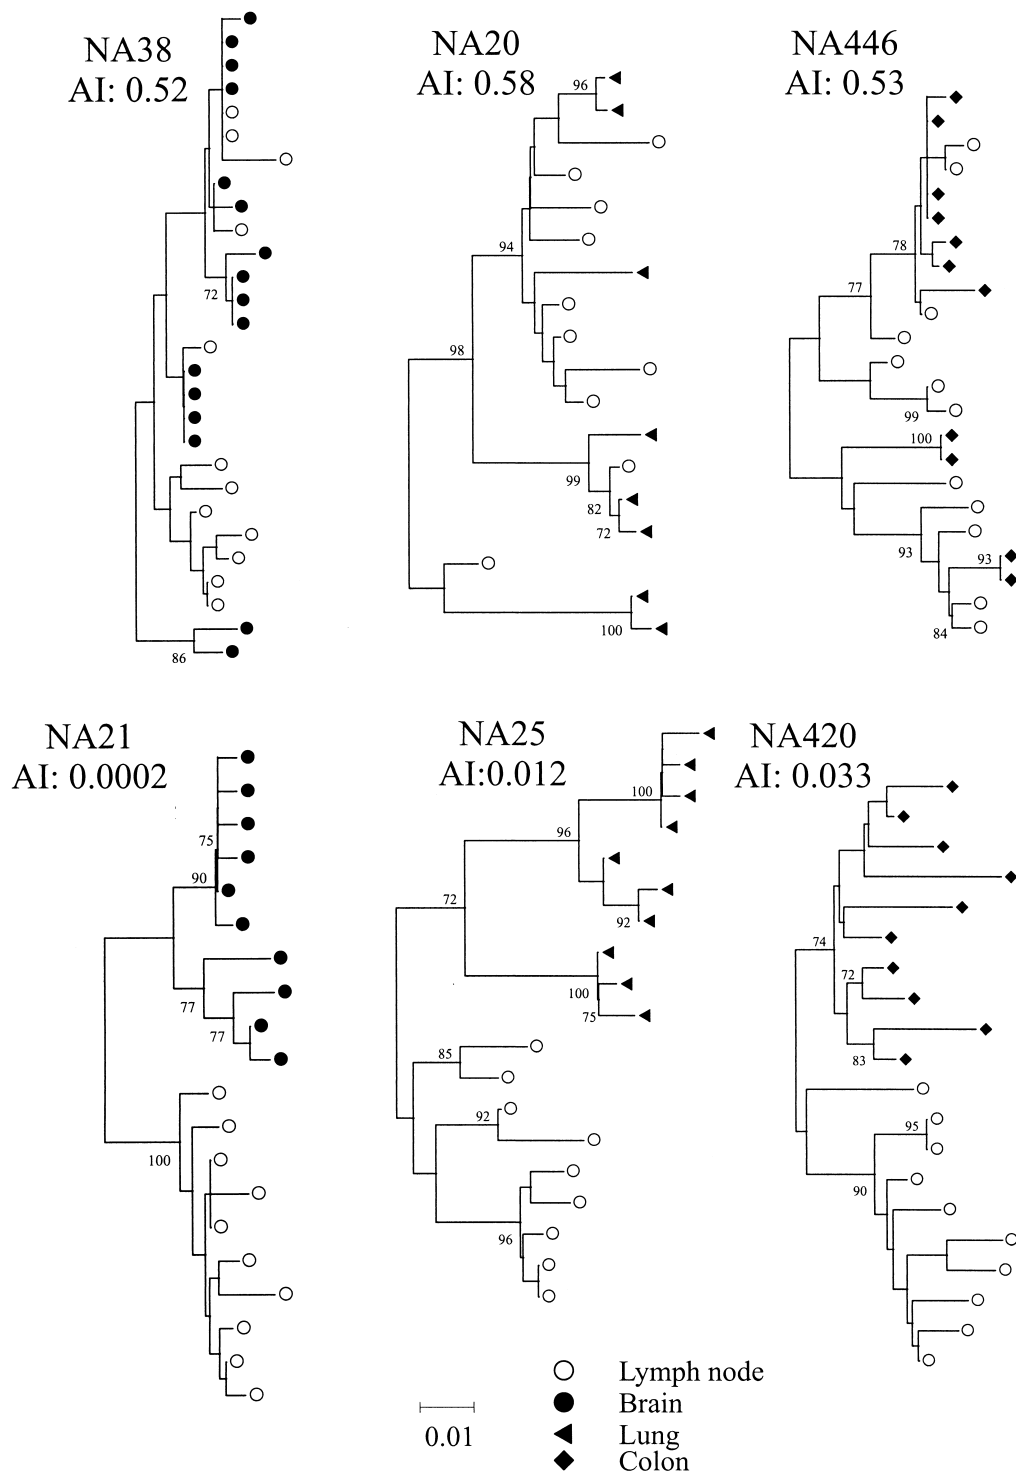 NA38
AI: 0.52
72
86
NA20
AI: 0.58
96
94
98
99
82
72
100
NA446
AI: 0.53
78
77
99
100
93
93
84
NA21
AI: 0.0002
75
90
77
77
100
NA25
AI:0.012
100
96
72
92
100
75
85
92
96
NA420
AI: 0.033
74
72
83
95
90
0.01
Lymph node
Brain
Lung
Colon